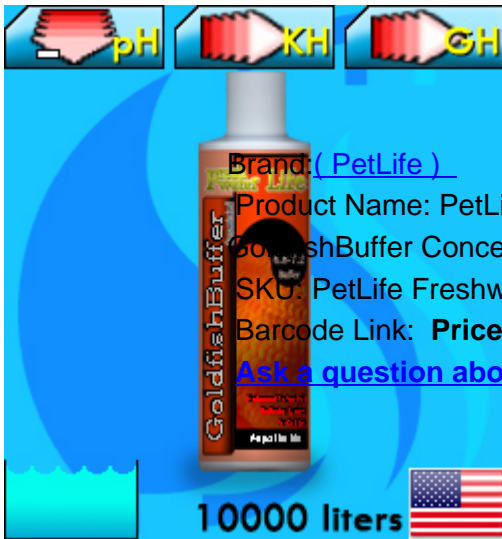 pH KH GH
Brand:( PetLife )
Product Name: PetLi
GoldfishBuffer Conce
SKU: PetLife Freshw
Barcode Link: Price
Ask a question abo
GoldfishBuffer
10000 liters